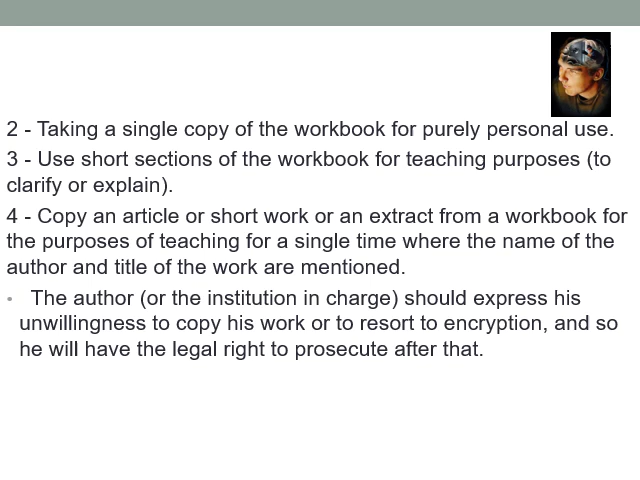 2 - Taking a single copy of the workbook for purely personal use.
3 - Use short sections of the workbook for teaching purposes (to
clarify or explain).
4 - Copy an article or short work or an extract from a workbook for
the purposes of teaching for a single time where the name of the
author and title of the work are mentioned.
• The author (or the institution in charge) should express his
unwillingness to copy his work or to resort to encryption, and so
he will have the legal right to prosecute after that.